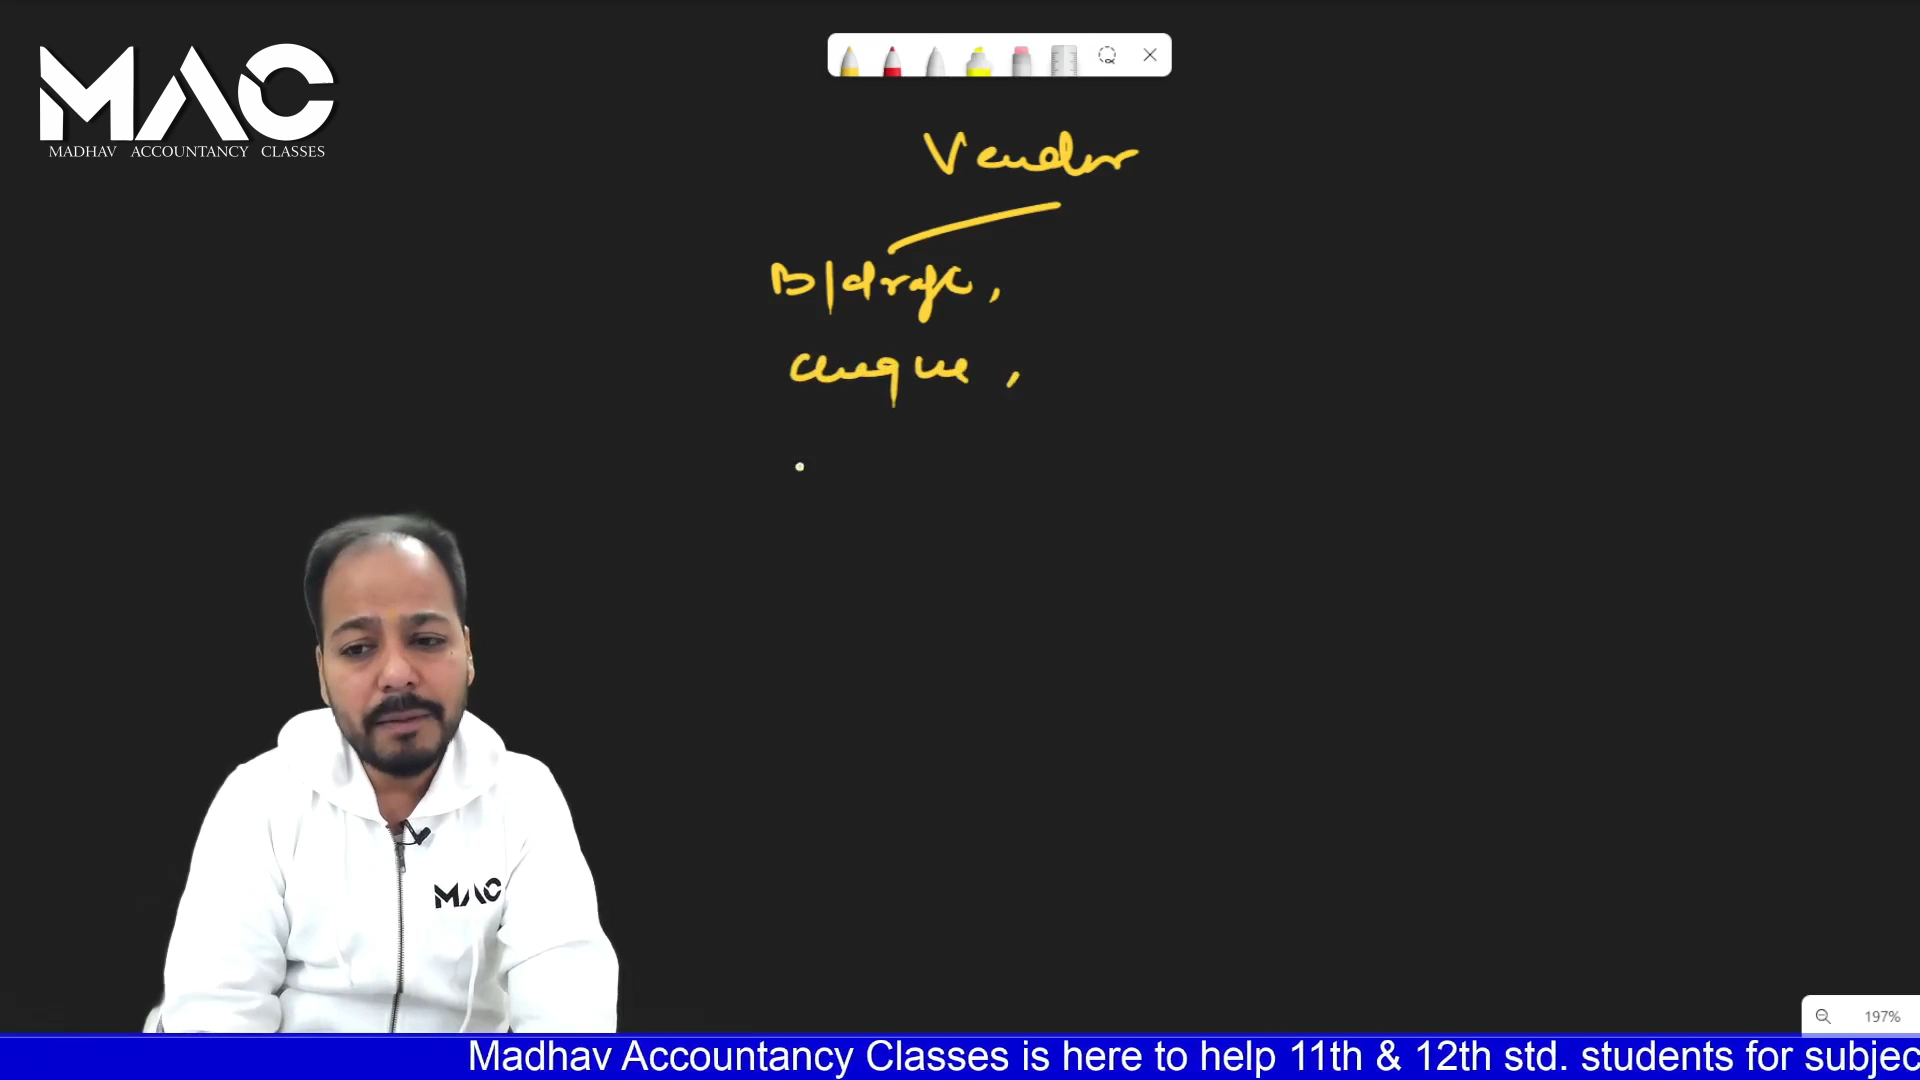 MAC
MADHAV ACCOUNTANCY CLASSES
Vendor
B/draft,
Cheque,
MAC
197%
Madhav Accountancy Classes is here to help 11th & 12th std. students for subjec